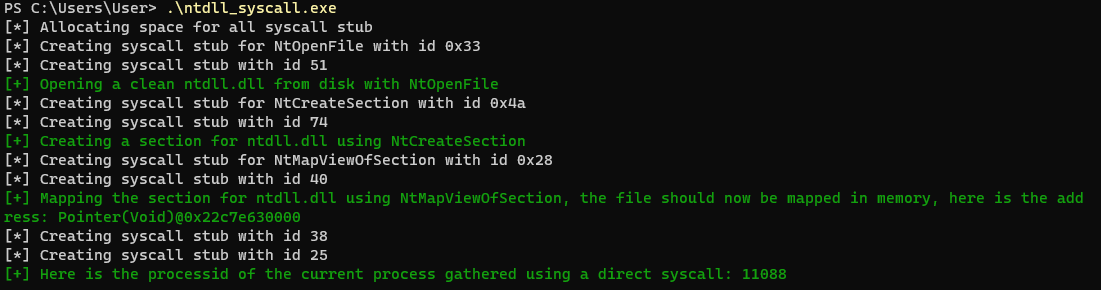 PS C:\Users\User> .\ntdll_syscall.exe
[*] Allocating space for all syscall stub
[*] Creating syscall stub for NtOpenFile with id 0x33
[*] Creating syscall stub with id 51
[+] Opening a clean ntdll.dll from disk with NtOpenFile
[*] Creating syscall stub for NtCreateSection with id 0x4a
[*] Creating syscall stub with id 74
[+] Creating a section for ntdll.dll using NtCreateSection
[*] Creating syscall stub for NtMapViewOfSection with id 0x28
[*] Creating syscall stub with id 40
[+] Mapping the section for ntdll.dll using NtMapViewOfSection, the file should now be mapped in memory, here is the add
ress: Pointer(Void)@0x22c7e630000
[*] Creating syscall stub with id 38
[*] Creating syscall stub with id 25
[+] Here is the processid of the current process gathered using a direct syscall: 11088